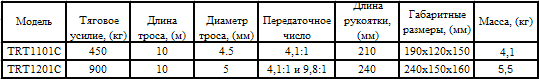 Модель Тяговое усилие, (кг) Длина троса, (м) Диаметр троса, (мм) Передаточное число Длина рукоятки, (мм) Габаритные размеры, (мм) Масса, (кг)
TRT1101C 450 10 4.5 4,1:1 210 190x120x150 4,1
TRT1201C 900 10 5 4,1:1 и 9,8:1 240 240x150x160 5,5